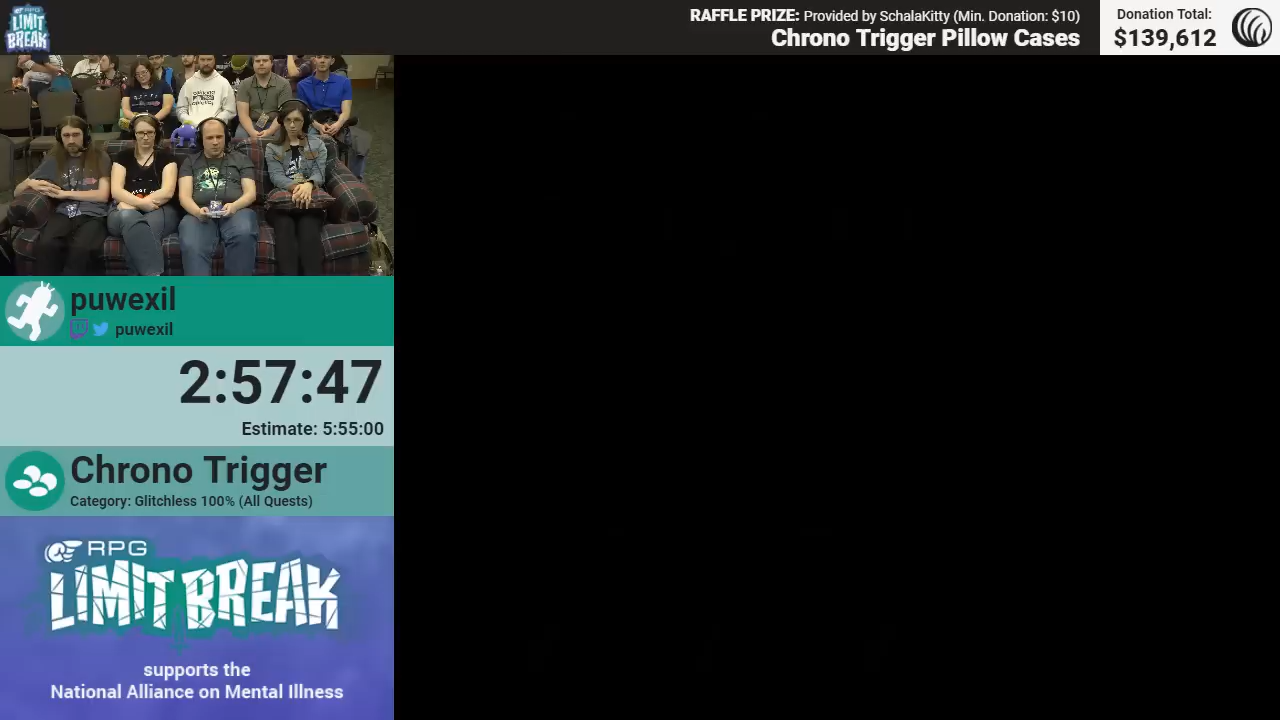 RPG
LIMIT
BREAK
RAFFLE PRIZE: Provided by SchalaKitty (Min. Donation: $10)
Chrono Trigger Pillow Cases
Donation Total:
$139,612
puwexil
puwexil
2:57:47
Estimate: 5:55:00
Chrono Trigger
Category: Glitchless 100% (All Quests)
RPG
LIMIT BREAK
supports the
National Alliance on Mental Illness